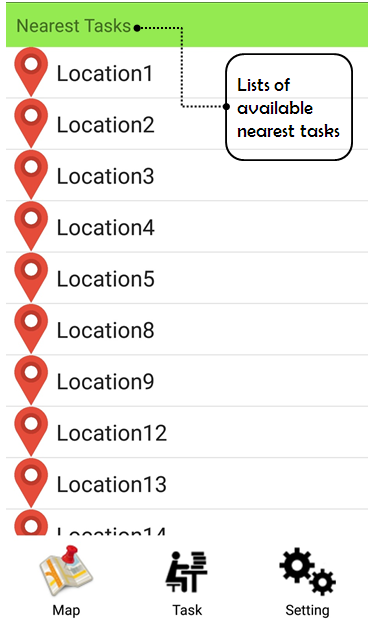 Nearest Tasks
Lists of
available
nearest tasks
Location1
Location2
Location3
Location4
Location5
Location8
Location9
Location12
Location13
Location14
Map
Task
Setting